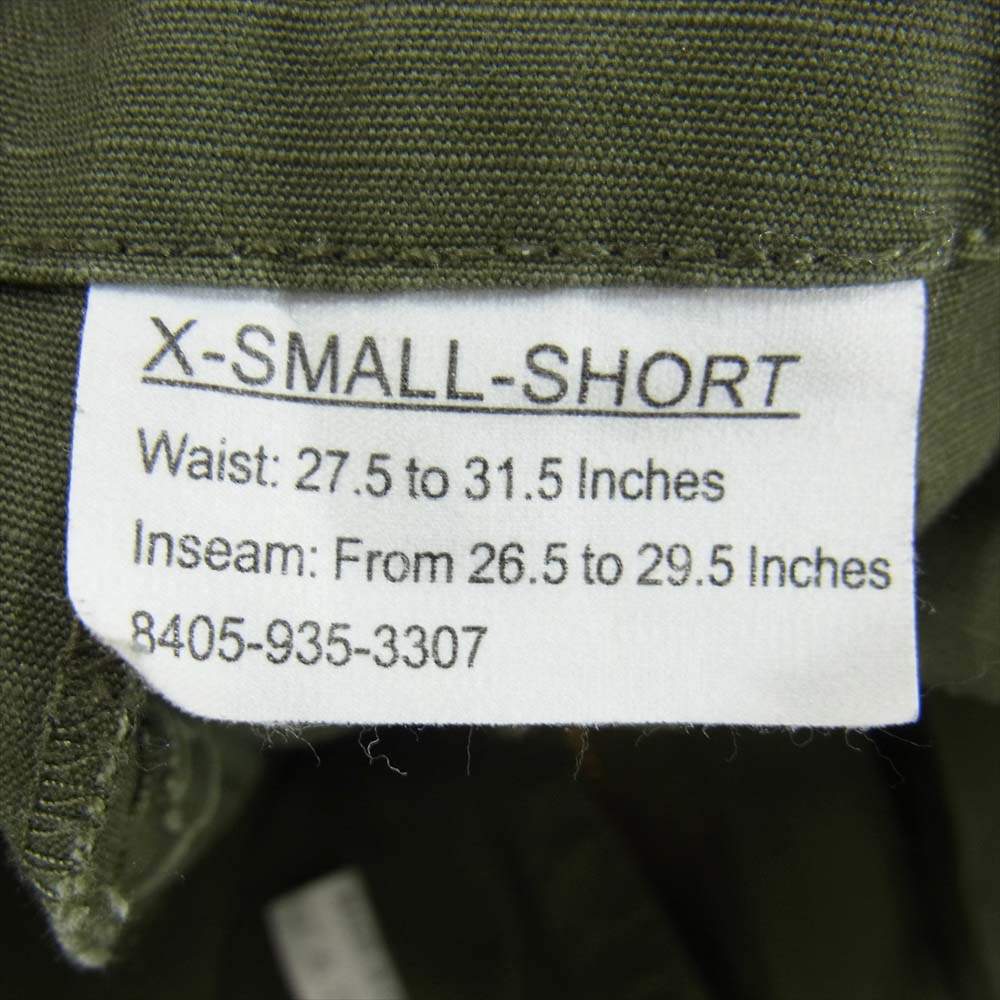 X-SMALL-SHORT
Waist: 27.5 to 31.5 Inches
Inseam: From 26.5 to 29.5 Inches
8405-935-3307